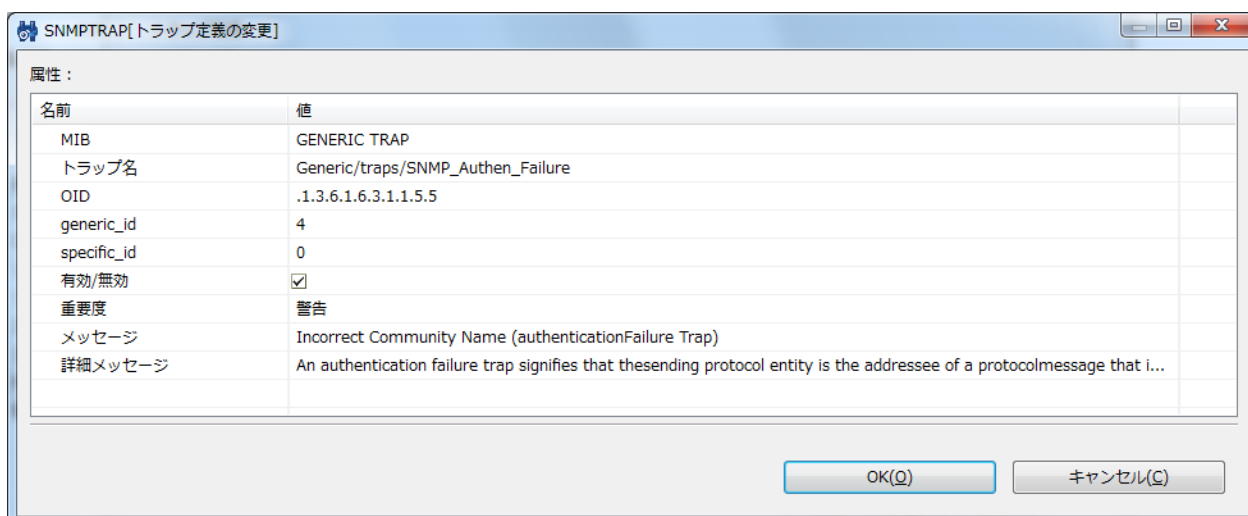 SNMPTRAP[トラップ定義の変更]
属性：
名前 値
MIB GENERIC TRAP
トラップ名 Generic/traps/SNMP_Authen_Failure
OID .1.3.6.1.6.3.1.1.5.5
generic_id 4
specific_id 0
有効/無効
重要度 警告
メッセージ Incorrect Community Name (authenticationFailure Trap)
詳細メッセージ An authentication failure trap signifies that thesending protocol entity is the addressee of a protocolmessage that i...
OK(O) キャンセル(C)